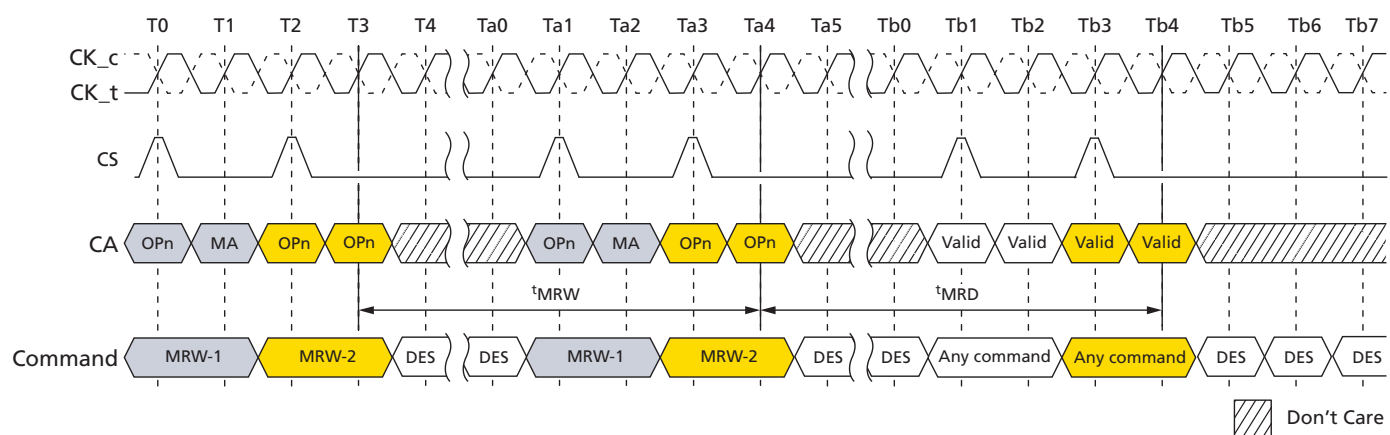 T0 T1 T2 T3 T4 Ta0 Ta1 Ta2 Ta3 Ta4 Ta5 Tb0 Tb1 Tb2 Tb3 Tb4 Tb5 Tb6 Tb7
CK_c
CK_t
CS
CA OPn MA OPn OPn OPn MA OPn OPn Valid Valid Valid Valid
tMRW tMRD
Command MRW-1 MRW-2 DES DES MRW-1 MRW-2 DES DES Any command Any command DES DES DES
Don't Care